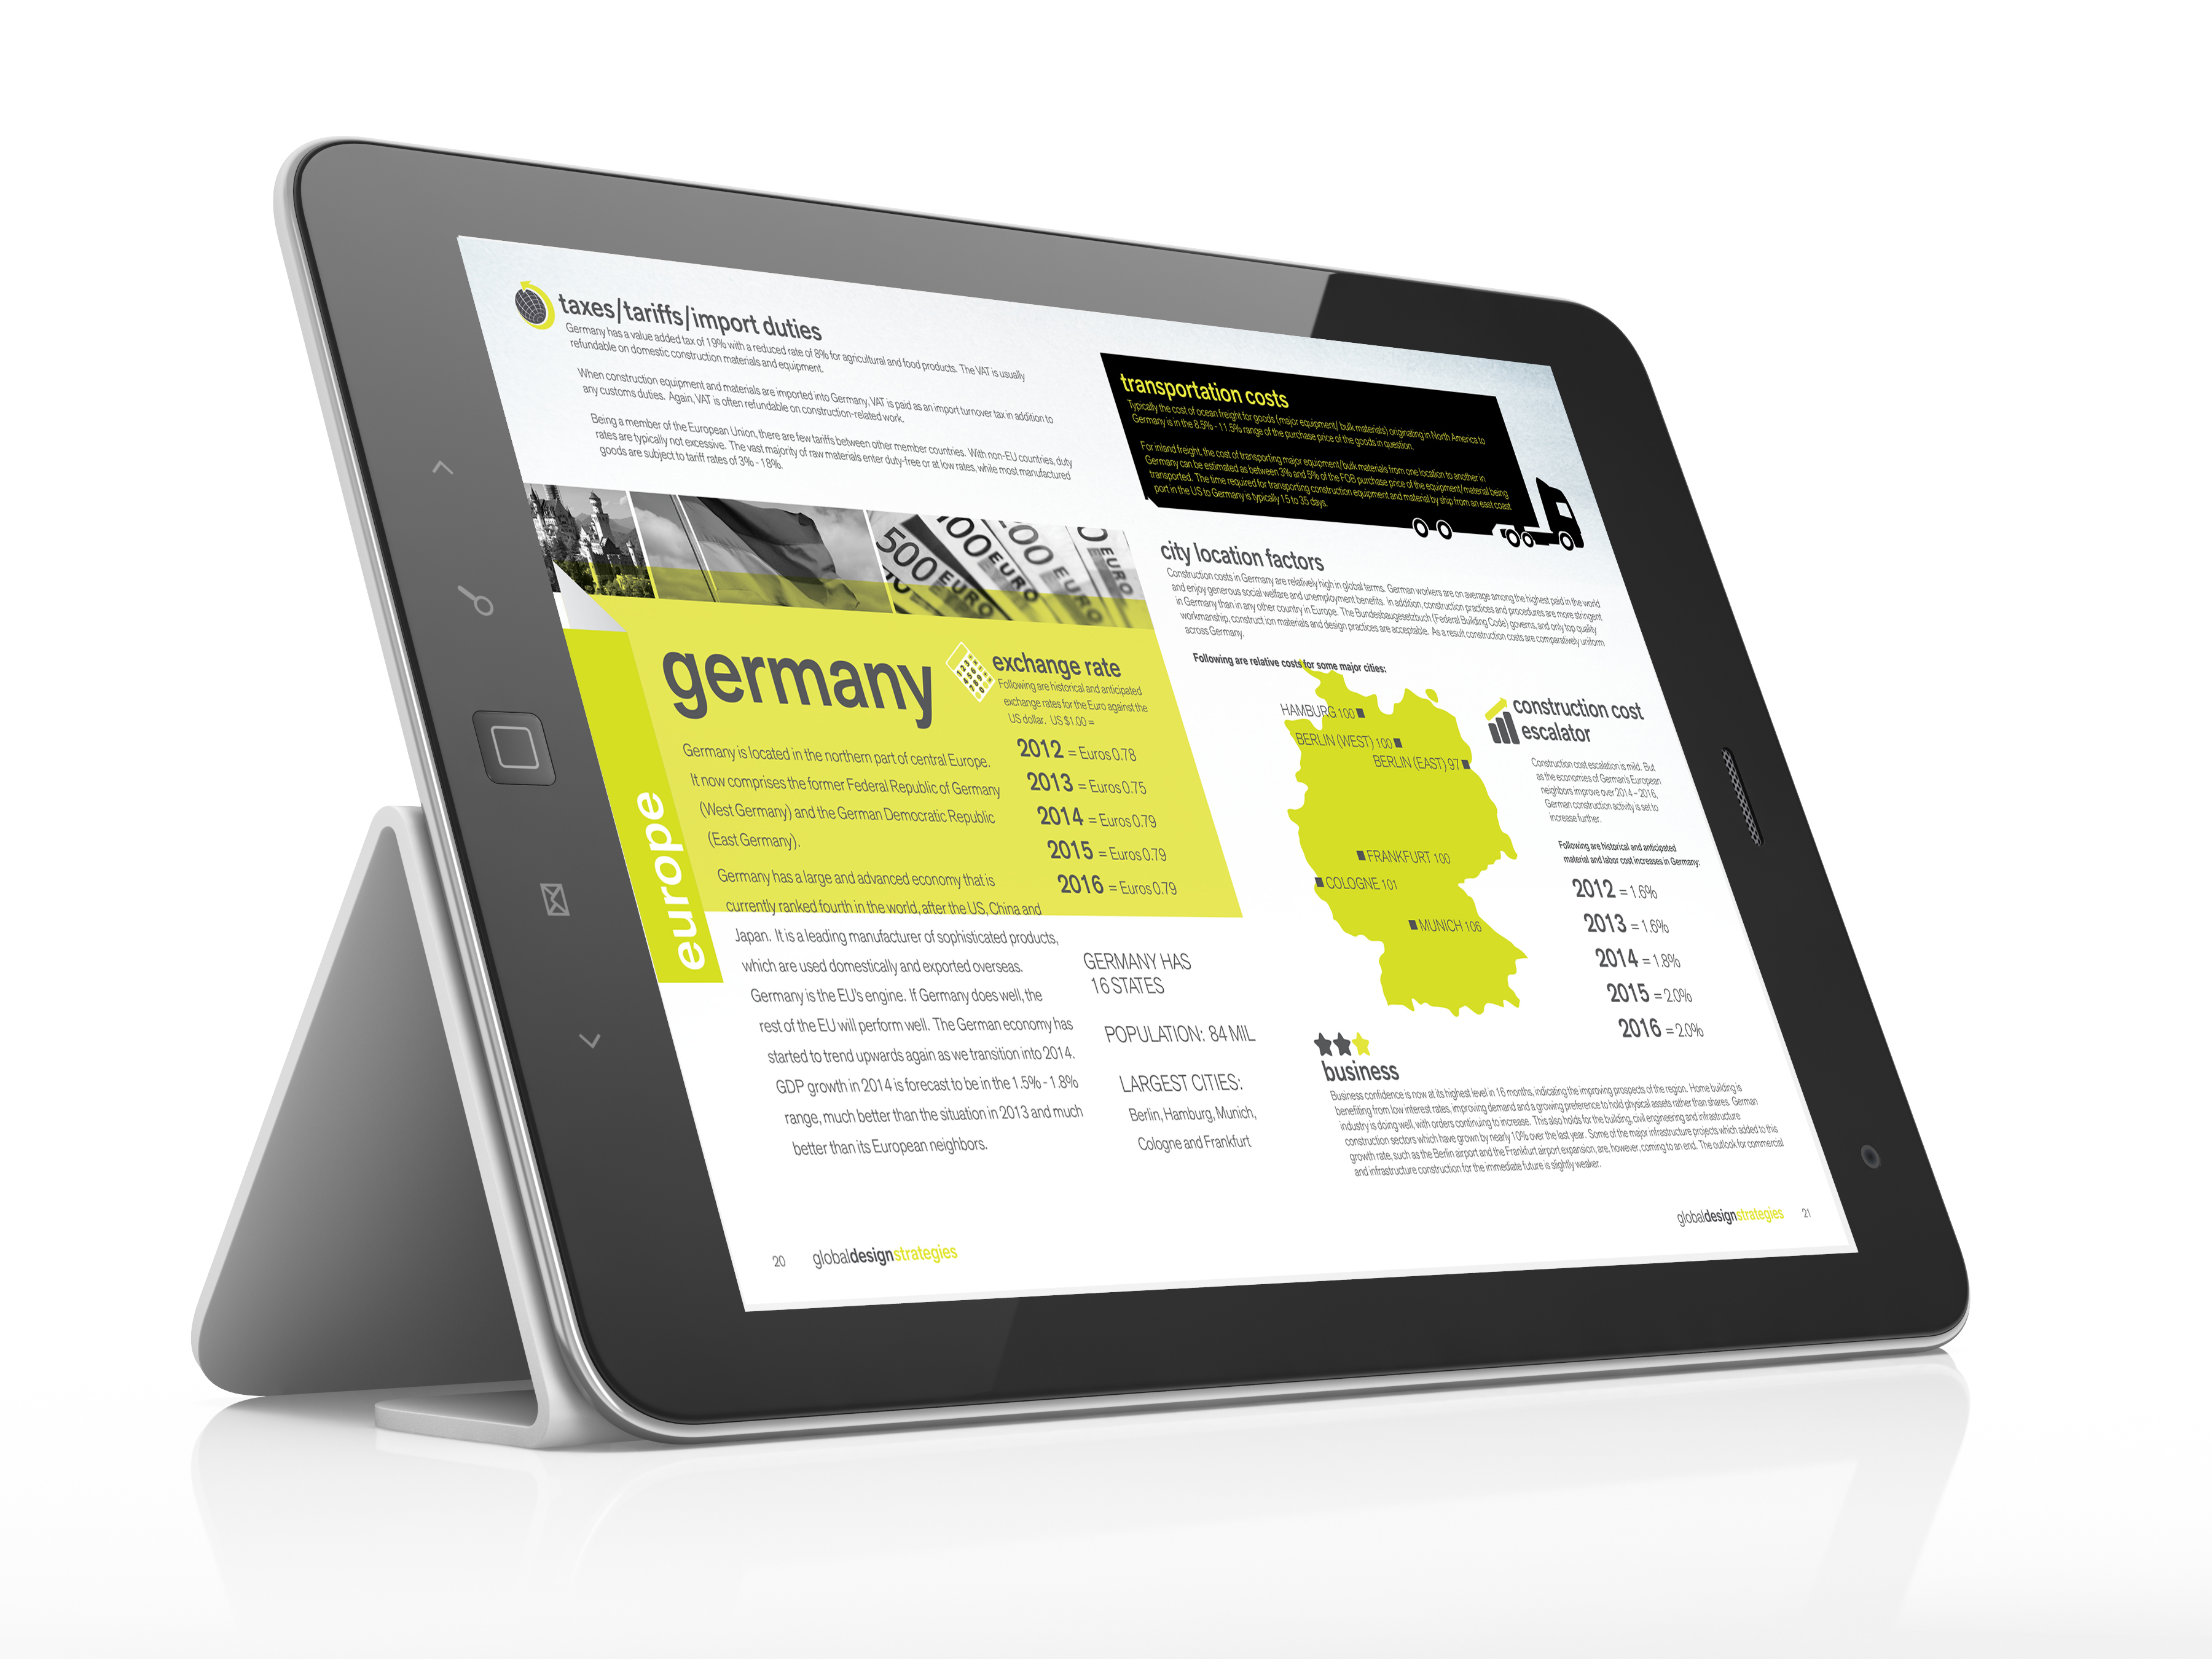 taxes/tariffs/import duties
Germany has a value added tax of 19% with a reduced rate of 8% for agricultural and food products. The VAT is usually
refundable on domestic construction materials and equipment.
When construction equipment and materials are imported into Germany, VAT is paid as an import turnover tax in addition to
any customs duties. Again, VAT is often refundable on construction-related work.
Being a member of the European Union, there are few tariffs between other member countries. With non-EU countries, duty
rates are typically not excessive. The vast majority of raw materials enter duty-free or at low rates, while most manufactured
goods are subject to tariff rates of 3% - 18%.
500 EURO
100 EURO
00 EURO
0 EURO
europe
germany
Germany is located in the northern part of central Europe.
It now comprises the former Federal Republic of Germany
(West Germany) and the German Democratic Republic
(East Germany).
Germany has a large and advanced economy that is
currently ranked fourth in the world, after the US, China and
Japan. It is a leading manufacturer of sophisticated products,
which are used domestically and exported overseas.
Germany is the EU's engine. If Germany does well, the
rest of the EU will perform well. The German economy has
started to trend upwards again as we transition into 2014.
GDP growth in 2014 is forecast to be in the 1.5% - 1.8%
range, much better than the situation in 2013 and much
better than its European neighbors.
exchange rate
Following are historical and anticipated
exchange rates for the Euro against the
US dollar. US $1.00 =
2012 = Euros 0.78
2013 = Euros 0.75
2014 = Euros 0.79
2015 = Euros 0.79
2016 = Euros 0.79
GERMANY HAS
16 STATES
POPULATION: 84 MIL
LARGEST CITIES:
Berlin, Hamburg, Munich,
Cologne and Frankfurt
20 globaldesignstrategies
transportation costs
Typically the cost of ocean freight for goods (major equipment/ bulk materials) originating in North America to
Germany is in the 8.5% - 11.5% range of the purchase price of the goods in question.
For inland freight, the cost of transporting major equipment/bulk materials from one location to another in
Germany can be estimated as between 3% and 5% of the FOB purchase price of the equipment/material being
transported. The time required for transporting construction equipment and material by ship from an east coast
port in the US to Germany is typically 15 to 35 days.
city location factors
Construction costs in Germany are relatively high in global terms. German workers are on average among the highest paid in the world
and enjoy generous social welfare and unemployment benefits. In addition, construction practices and procedures are more stringent
in Germany than in any other country in Europe. The Bundesbaugesetzbuch (Federal Building Code) governs, and only top quality
workmanship, construct ion materials and design practices are acceptable. As a result construction costs are comparatively uniform
across Germany.
Following are relative costs for some major cities:
HAMBURG 100
BERLIN (WEST) 100
BERLIN (EAST) 97
FRANKFURT 100
COLOGNE 101
MUNICH 106
construction cost
escalator
Construction cost escalation is mild. But
as the economies of German's European
neighbors improve over 2014 – 2016,
German construction activity is set to
increase further.
Following are historical and anticipated
material and labor cost increases in Germany:
2012 = 1.6%
2013 = 1.6%
2014 = 1.8%
2015 = 2.0%
2016 = 2.0%
business
Business confidence is now at its highest level in 16 months, indicating the improving prospects of the region. Home building is
benefiting from low interest rates, improving demand and a growing preference to hold physical assets rather than shares. German
industry is doing well, with orders continuing to increase. This also holds for the building, civil engineering and infrastructure
construction sectors which have grown by nearly 10% over the last year. Some of the major infrastructure projects which added to this
growth rate, such as the Berlin airport and the Frankfurt airport expansion, are, however, coming to an end. The outlook for commercial
and infrastructure construction for the immediate future is slightly weaker.
globaldesignstrategies 21